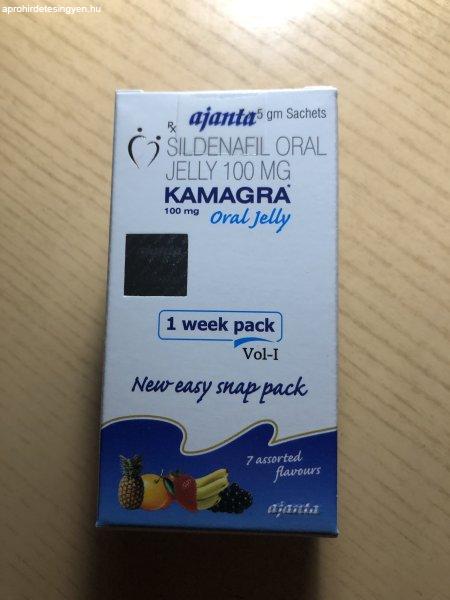 aprohirdetesingyen.hu
ajanta 5 gm Sachets
Rx
SILDENAFIL ORAL
JELLY 100 MG
KAMAGRA®
100 mg Oral Jelly
ajanta
1 week pack
Vol-I
New easy snap pack
7 assorted
flavours
ajanta